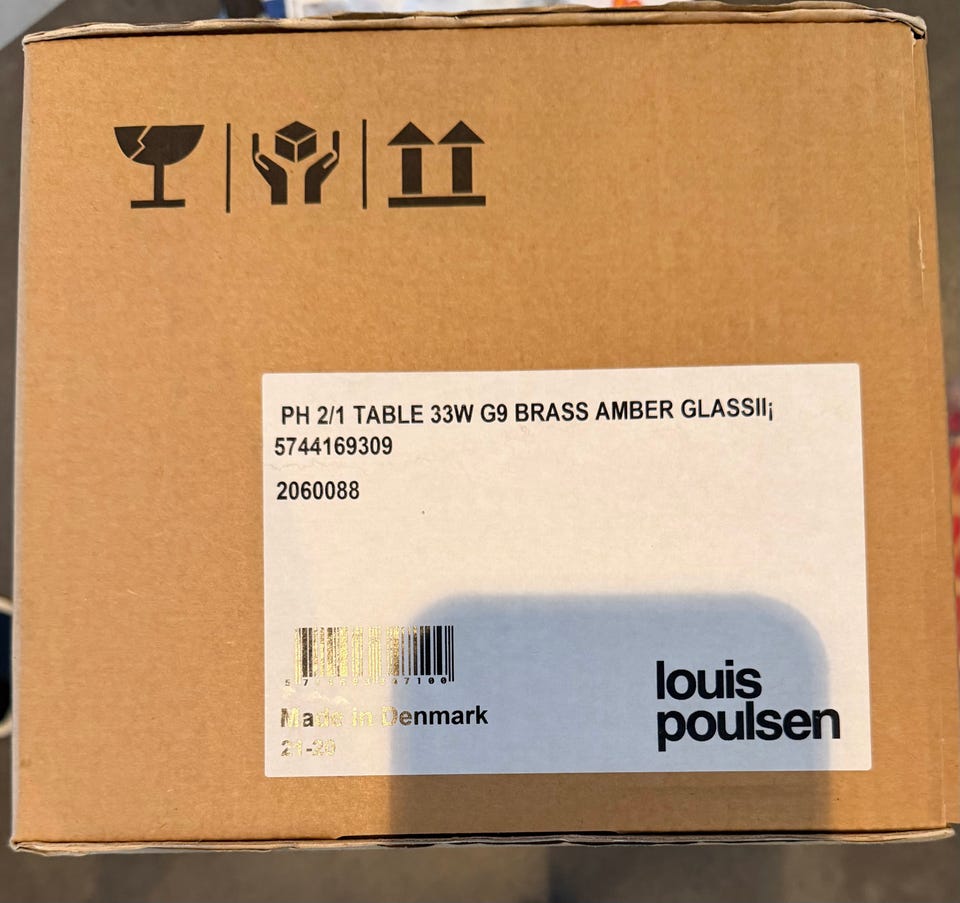 PH 2/1 TABLE 33W G9 BRASS AMBER GLASSII¡
5744169309
2060088
Made in Denmark
louis
poulsen